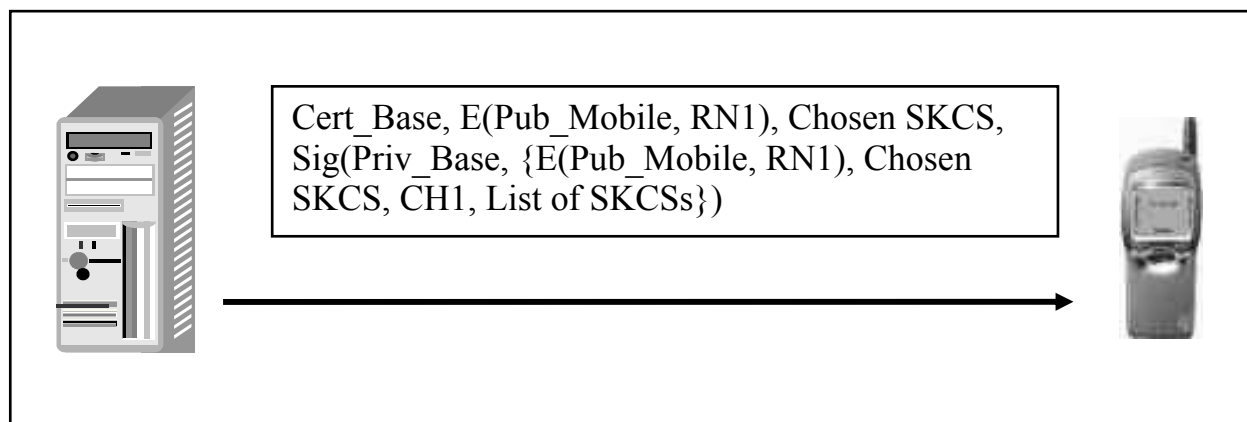 Cert_Base, E(Pub_Mobile, RN1), Chosen SKCS,
Sig(Priv_Base, {E(Pub_Mobile, RN1), Chosen
SKCS, CH1, List of SKCSs})